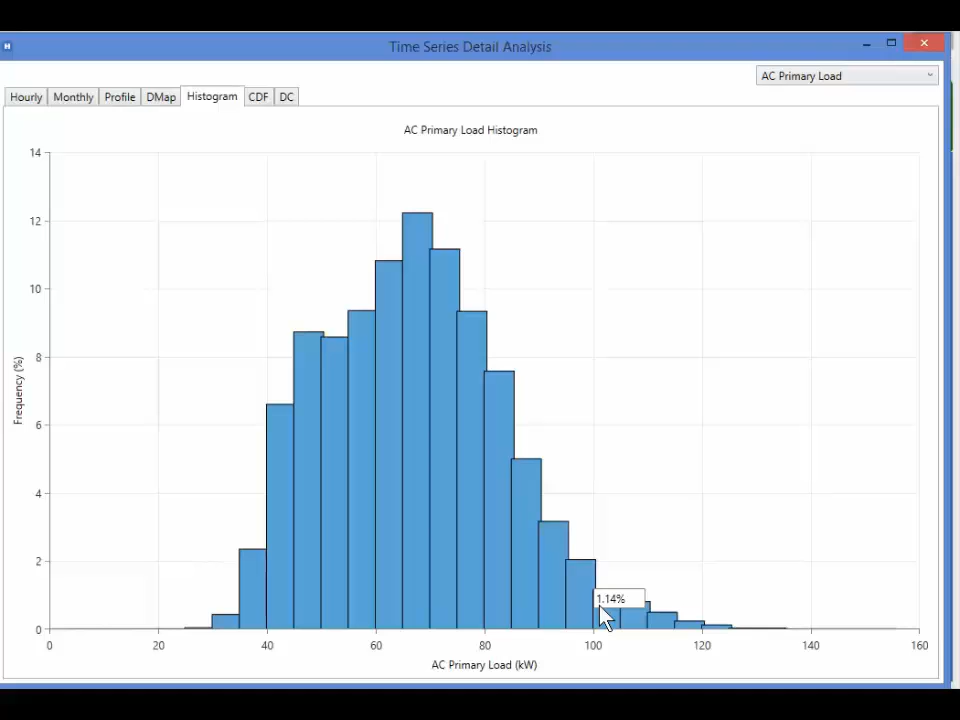 H
Time Series Detail Analysis
AC Primary Load
Hourly Monthly Profile DMap Histogram CDF DC
AC Primary Load Histogram
14
12
10
8
6
4
2
0
Frequency (%)
1.14%
0 20 40 60 80 100 120 140 160
AC Primary Load (kW)